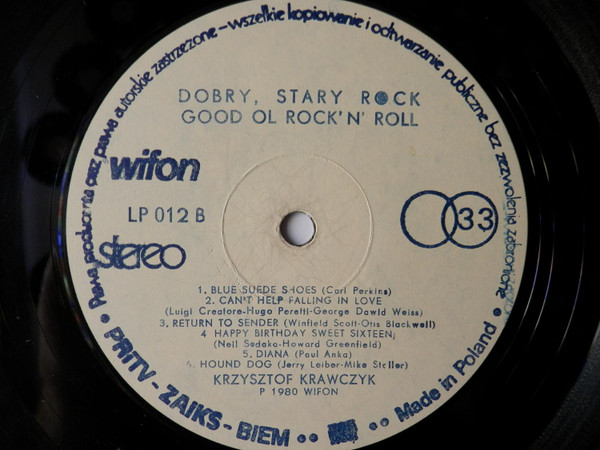 Prawa producenta oraz prawa autorskie zastrzeżone – wszelkie kopiowanie i odtwarzanie publiczne bez zezwolenia zabronione
DOBRY, STARY ROCK
GOOD OL ROCK'N' ROLL
wifon
LP 012 B
33
stereo
1. BLUE SUEDE SHOES (Carl Perkins)
2. CAN'T HELP FALLING IN LOVE
(Luigi Creatore-Hugo Peretti-George Dawid Weiss)
3. RETURN TO SENDER (Winfield Scott-Otis Blackwell)
4 HAPPY BIRTHDAY SWEET SIXTEEN,
(Neil Sedaka-Howard Greenfield)
5. DIANA (Paul Anka)
6. HOUND DOG (Jerry Leiber-Mike Stoller)
KRZYSZTOF KRAWCZYK
P 1980 WIFON
PRITV - ZAIKS - BIEM
Made in Poland